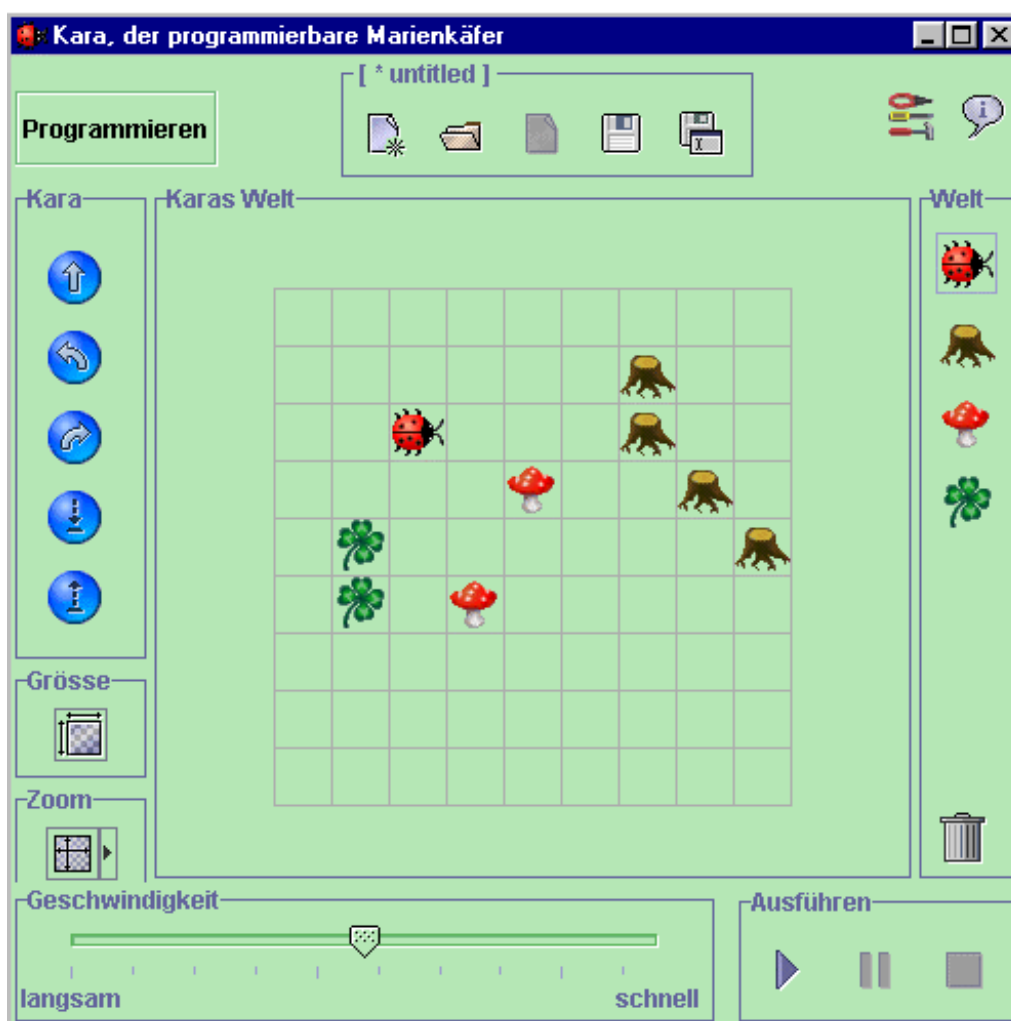 Kara, der programmierbare Marienkäfer
[ * untitled ]
Programmieren
Kara
Karas Welt
Welt
Grösse
Zoom
Geschwindigkeit
langsam
schnell
Ausführen